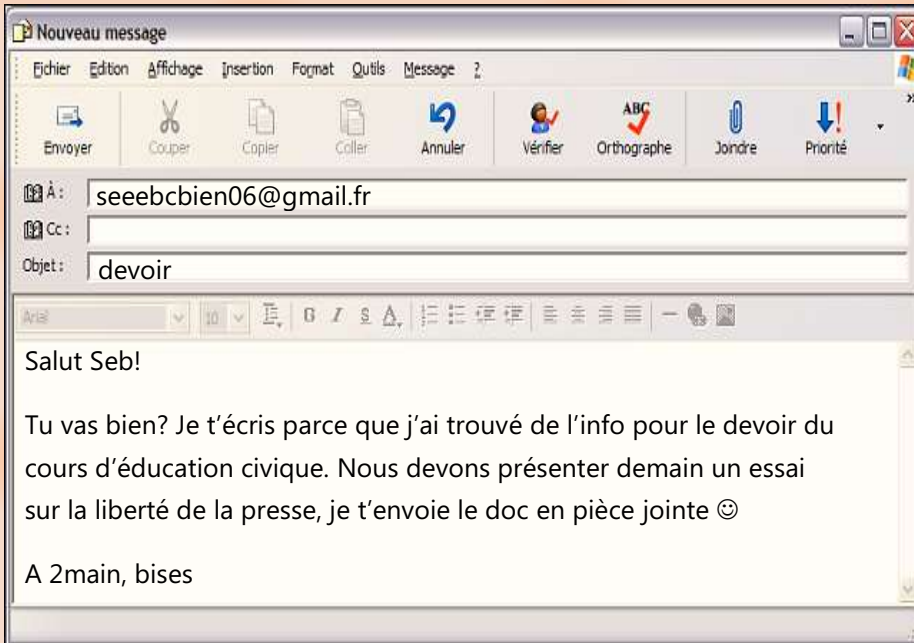 Nouveau message
Fichier Edition Affichage Insertion Format Outils Message ?
Envoyer Couper Copier Coller Annuler Vérifier ABC Orthographe Joindre Priorité »
À : seeebcbien06@gmail.fr
Cc :
Objet : devoir
Arial 10 G I S A
Salut Seb!
Tu vas bien? Je t’écris parce que j’ai trouvé de l’info pour le devoir du
cours d’éducation civique. Nous devons présenter demain un essai
sur la liberté de la presse, je t’envoie le doc en pièce jointe ☺
A 2main, bises